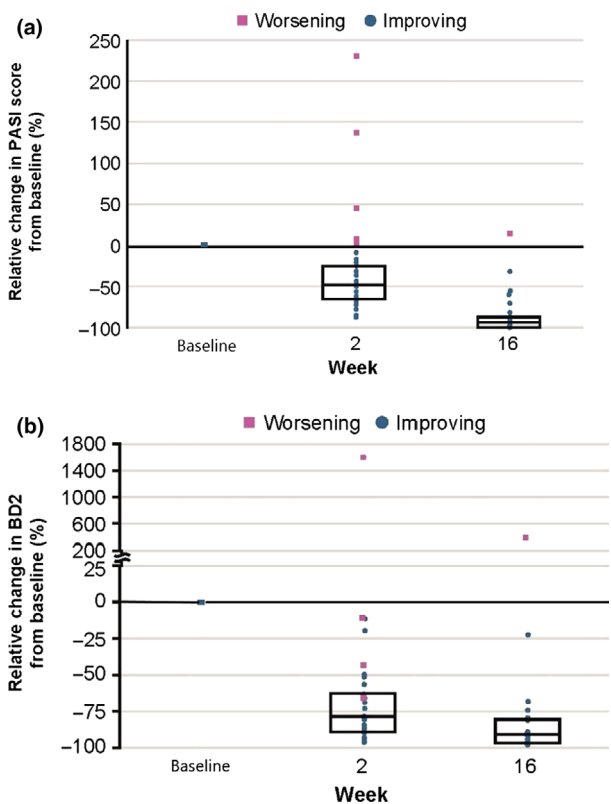 (a)
Worsening Improving
Relative change in PASI score
from baseline (%)
250
200
150
100
50
0
−50
−100
Baseline 2 16
Week
(b)
Worsening Improving
Relative change in BD2
from baseline (%)
1800
1400
1000
600
200
25
0
−25
−50
−75
−100
Baseline 2 16
Week